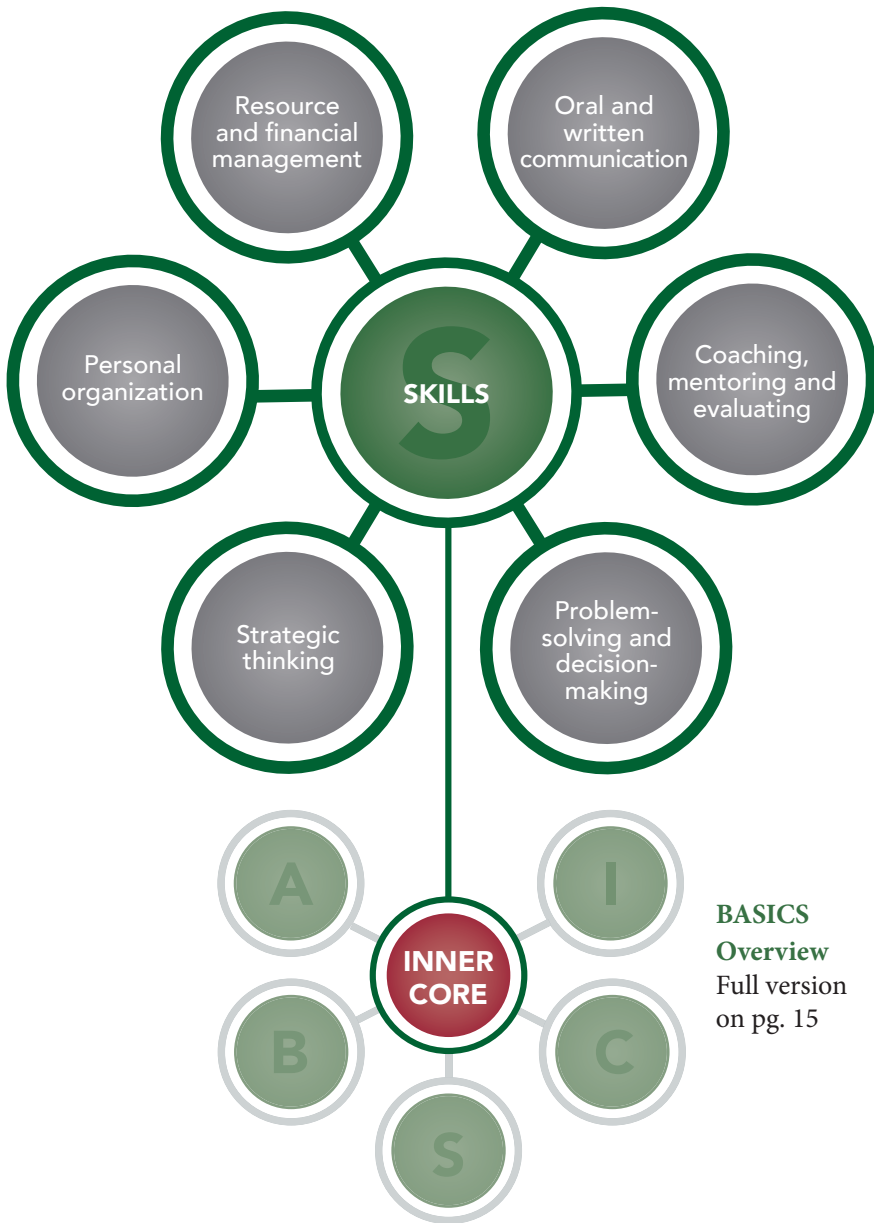 Resource
and financial
management
Oral and
written
communication
Personal
organization
S
SKILLS
Coaching,
mentoring and
evaluating
Strategic
thinking
Problem-
solving and
decision-
making
A
I
INNER
CORE
B
C
S
BASICS
Overview
Full version
on pg. 15